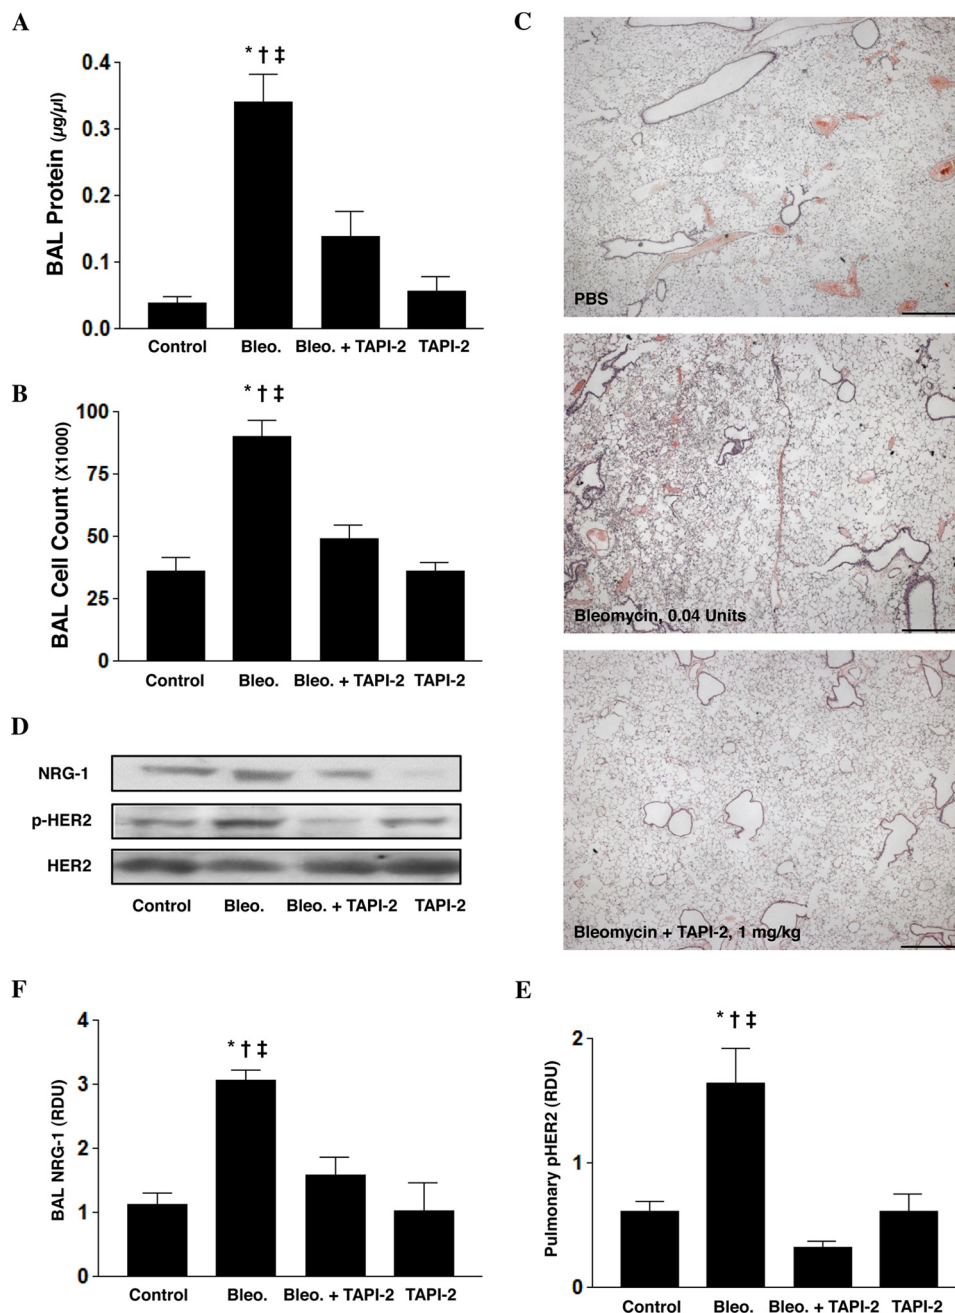 A
* † ‡
BAL Protein (µg/µl)
0.4
0.3
0.2
0.1
0.0
Control Bleo. Bleo. + TAPI-2 TAPI-2
B
* † ‡
BAL Cell Count (X1000)
100
75
50
25
0
Control Bleo. Bleo. + TAPI-2 TAPI-2
C
PBS
Bleomycin, 0.04 Units
Bleomycin + TAPI-2, 1 mg/kg
D
NRG-1
p-HER2
HER2
Control Bleo. Bleo. + TAPI-2 TAPI-2
F
* † ‡
BAL NRG-1 (RDU)
4
3
2
1
0
Control Bleo. Bleo. + TAPI-2 TAPI-2
E
* † ‡
Pulmonary pHER2 (RDU)
2
1
0
Control Bleo. Bleo. + TAPI-2 TAPI-2